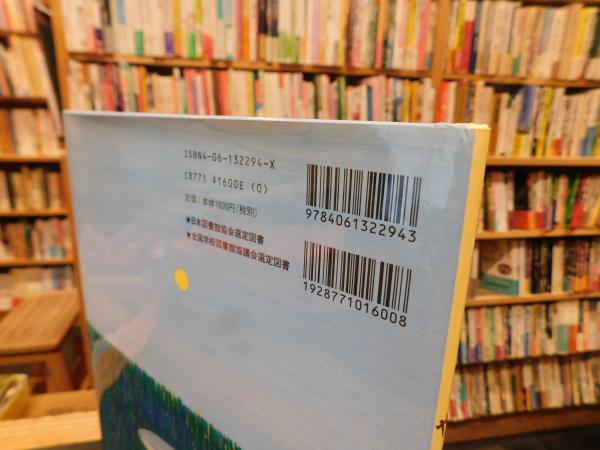 ISBN4-06-132294-X
C8771 ¥1600E (0)
定価：本体1600円(税別)
★日本図書館協会選定図書
★全国学校図書館協議会選定図書
9784061322943
1928771016008